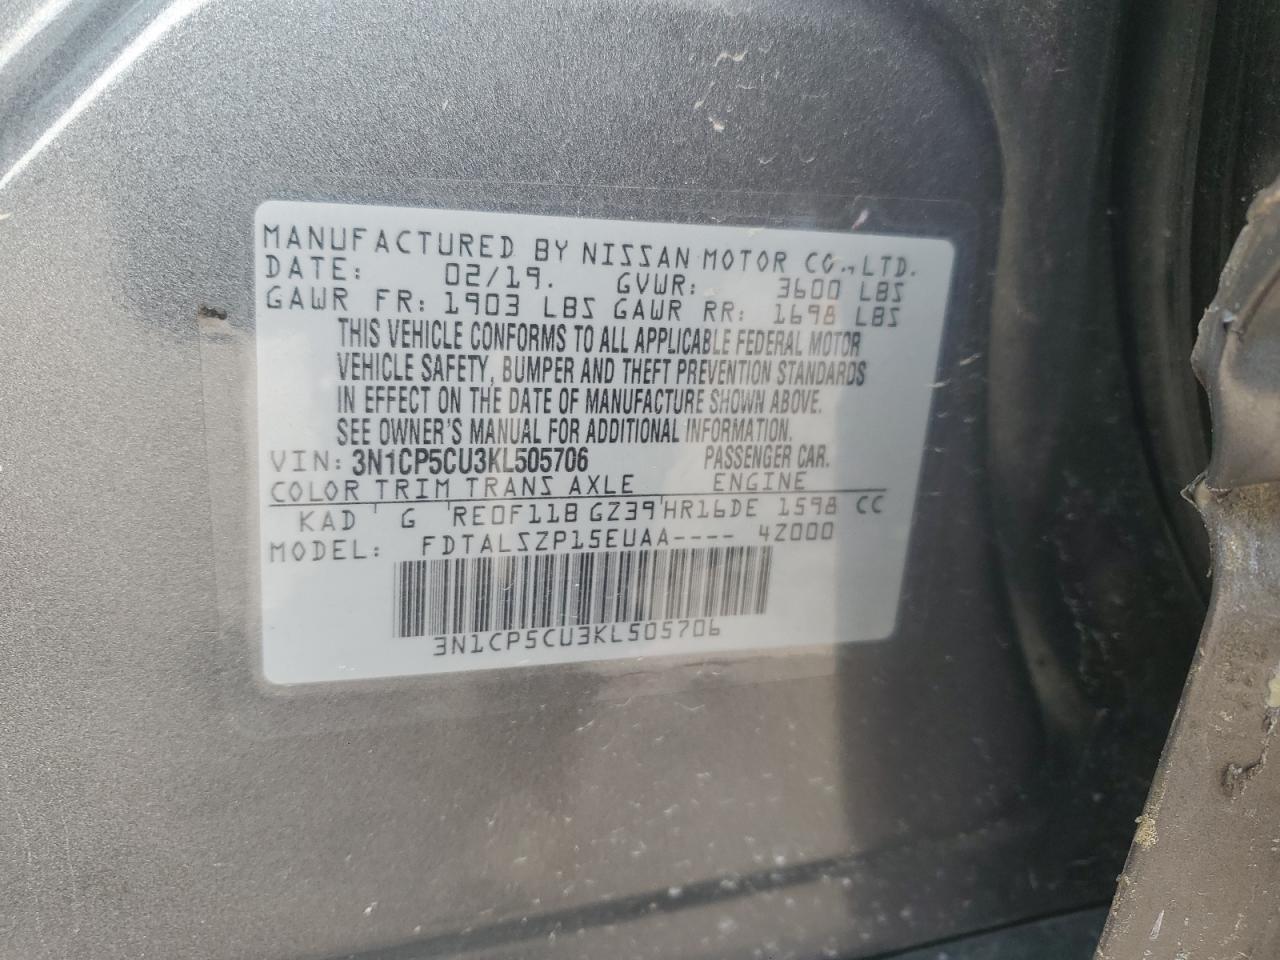 MANUFACTURED BY NISSAN MOTOR CO., LTD.
DATE: 02/19. GVWR: 3600 LBS
GAWR FR: 1903 LBS GAWR RR: 1698 LBS
THIS VEHICLE CONFORMS TO ALL APPLICABLE FEDERAL MOTOR
VEHICLE SAFETY, BUMPER AND THEFT PREVENTION STANDARDS
IN EFFECT ON THE DATE OF MANUFACTURE SHOWN ABOVE.
SEE OWNER'S MANUAL FOR ADDITIONAL INFORMATION.
VIN: 3N1CP5CU3KL505706 PASSENGER CAR.
COLOR TRIM TRANS AXLE ENGINE
KAD G RE0F11B GZ39 HR16DE 1598 CC
MODEL: FDTALSZP15EUAA---- 4Z000
3N1CP5CU3KL505706